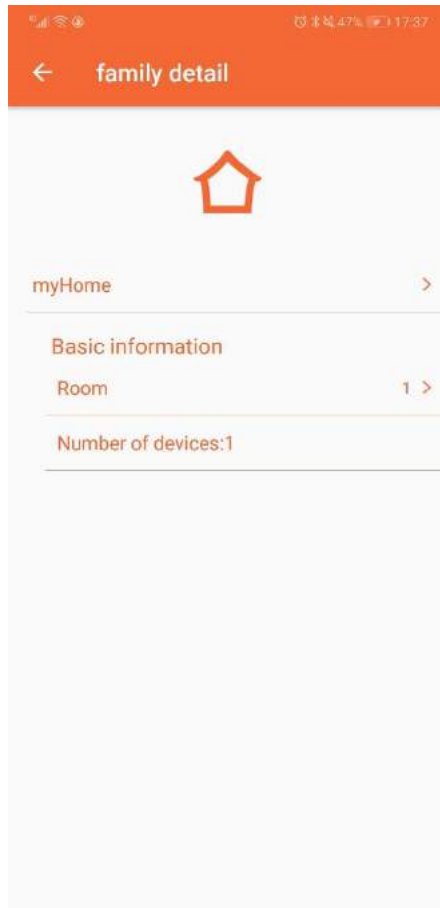 47% 17:37
family detail
myHome
Basic information
Room 1
Number of devices:1